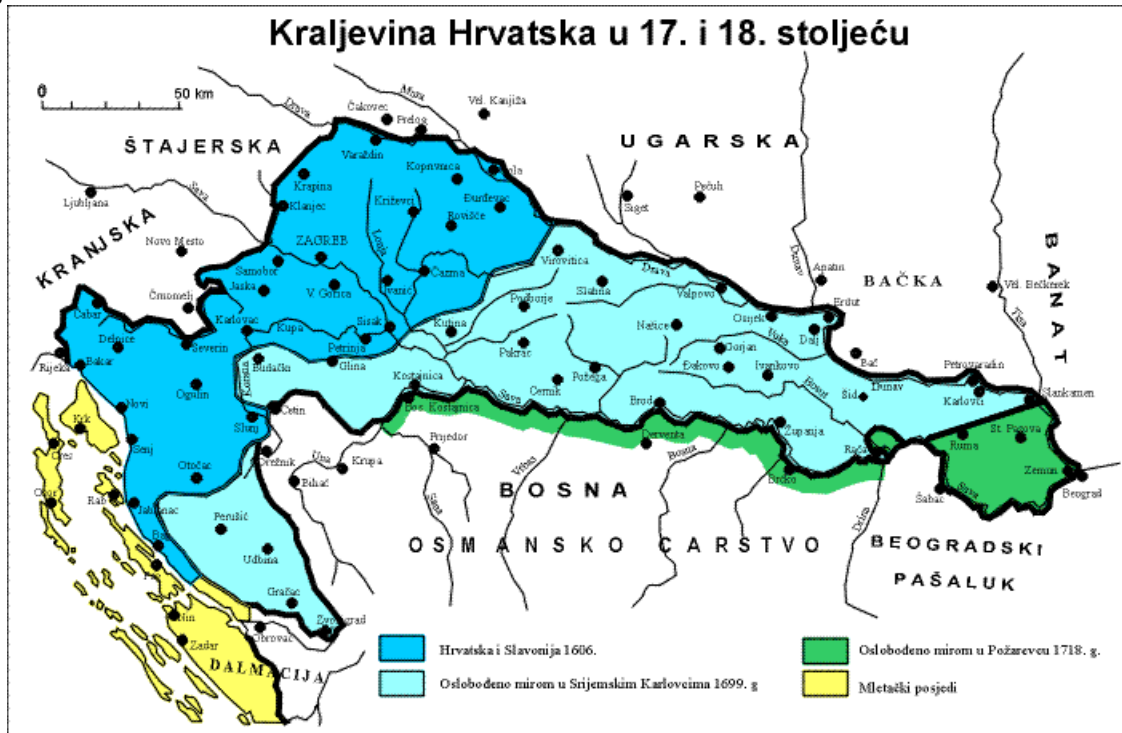 Kraljevina Hrvatska u 17. i 18. stoljeću
0
50 km
Drava
Mura
Čakovec
Prelog
Vel. Kanjiža
ŠTAJERSKA
Varaždin
UGARSKA
Koprivnica
Krapina
Ljubljana
Sava
Klanjec
Križevci
Đurđevac
Rovišće
Siget
Pečuh
KRANJSKA
Novo Mesto
ZAGREB
Lonja
Dunav
BANAT
Samobor
Jaska
V. Gorica
Ivanić
Čazma
Virovitica
Drava
Slatina
Valpovo
Apatin
BAČKA
Vel. Bečkerek
Črnomelj
Čabar
Delnice
Severin
Karlovac
Kupa
Sisak
Petrinja
Kutina
Podborje
Našice
Osijek
Erdut
Vuka
Dalj
Tisa
Rijeka
Bakar
Korana
Budački
Glina
Pakrac
Gorjan
Đakovo
Ivankovo
Bač
Petrovaradin
Ogulin
Kostajnica
Cernik
Požega
Bosut
Šid
Dunav
Karlovci
Slankamen
Krk
Novi
Slunj
Cetin
Bos. Kostajnica
Sava
Brod
Županja
Rača
Ruma
St. Pazova
Cres
Senj
Otočac
Drežnik
Una
Krupa
Prijedor
Derventa
Bosna
Zemun
Beograd
Osor
Rab
Jablanac
Bihać
Sana
Vrbas
BOSNA
Brčko
Drina
Šabac
Sava
Perušić
Udbina
OSMANSKO CARSTVO
BEOGRADSKI
PAŠALUK
Gračac
Zvonigrad
Nin
Obrovac
Zadar
DALMACIJA
Hrvatska i Slavonija 1606.
Oslobođeno mirom u Požarevcu 1718. g.
Oslobođeno mirom u Srijemskim Karlovcima 1699. g
Mletački posjedi